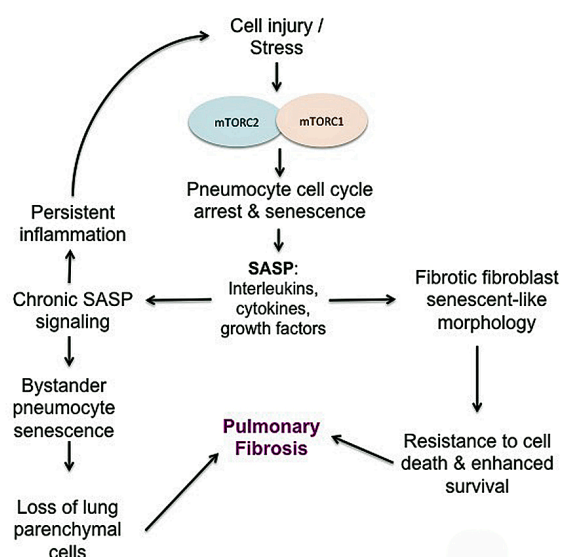 Cell injury /
Stress
mTORC2
mTORC1
Pneumocyte cell cycle
arrest & senescence
Persistent
inflammation
SASP:
Interleukins,
cytokines,
growth factors
Chronic SASP
signaling
Fibrotic fibroblast
senescent-like
morphology
Bystander
pneumocyte
senescence
Pulmonary
Fibrosis
Resistance to cell
death & enhanced
survival
Loss of lung
parenchymal
cells